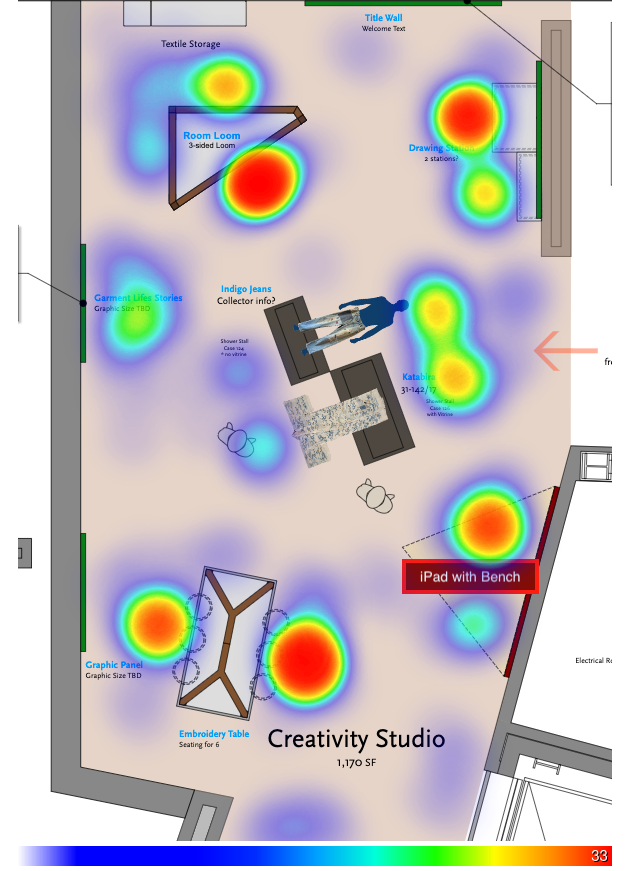 Title Wall
Welcome Text
Textile Storage
Room Loom
3-sided Loom
Drawing Stations
2 stations?
Garment Lifes Stories
Graphic Size TBD
Indigo Jeans
Collector info?
Shower Stall
Case 124
* no vitrine
Katabira
31-142/17
Shower Stall
with Vitrine
fr
iPad with Bench
Graphic Panel
Graphic Size TBD
Electrical Ro
Embroidery Table
Seating for 6
Creativity Studio
1,170 SF
33